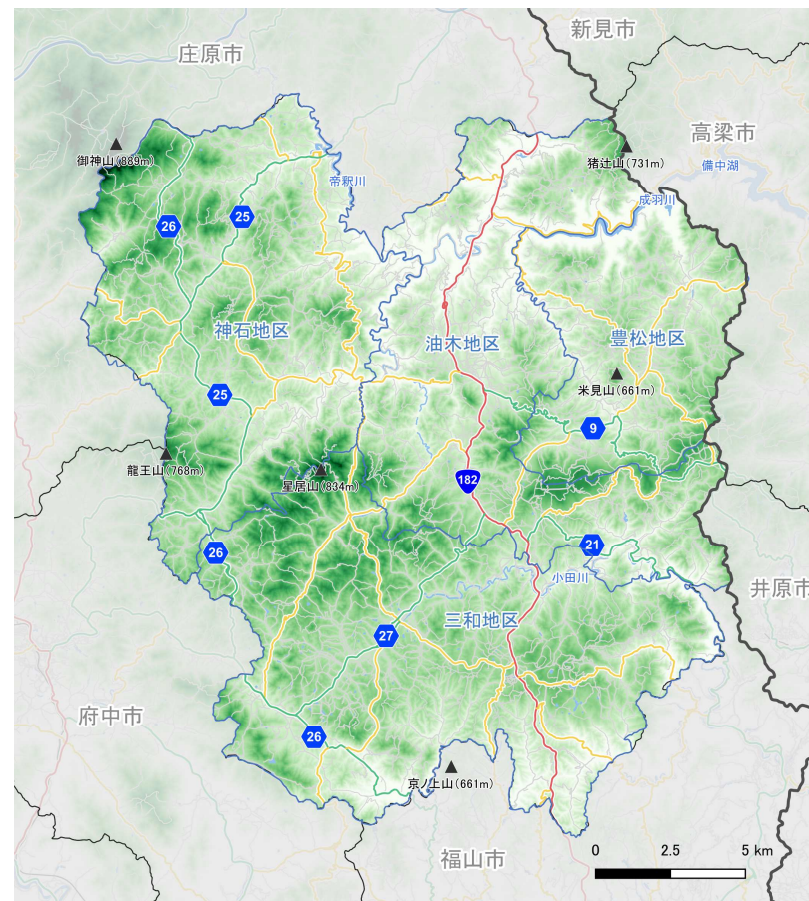 新見市
庄原市
高梁市
御神山(889m)
猪辻山(731m)
備中湖
帝釈川
成羽川
25
26
神石地区
油木地区
豊松地区
米見山(661m)
25
9
龍王山(768m)
星居山(834m)
182
26
21
小田川
井原市
三和地区
27
府中市
26
京ノ上山(661m)
福山市
0 2.5 5 km